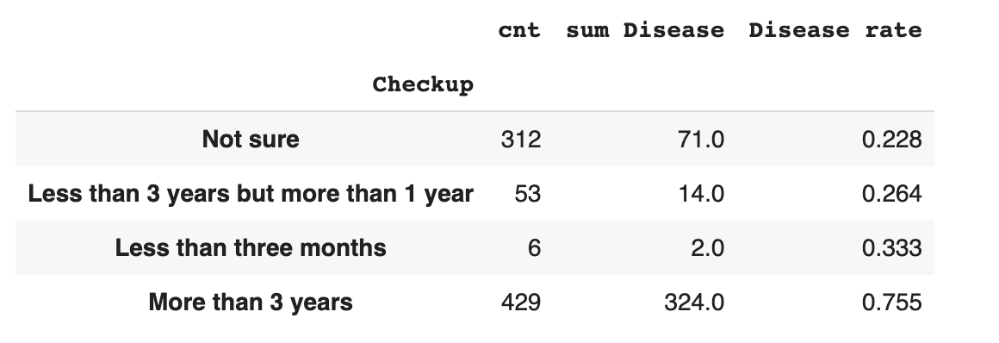 cnt sum Disease Disease rate
Checkup
Not sure 312 71.0 0.228
Less than 3 years but more than 1 year 53 14.0 0.264
Less than three months 6 2.0 0.333
More than 3 years 429 324.0 0.755